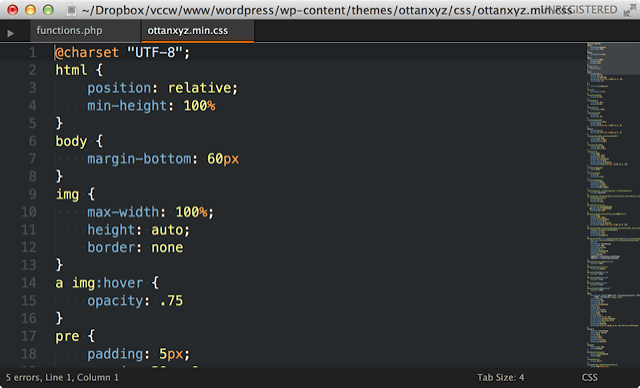 ~/Dropbox/vccw/www/wordpress/wp-content/themes/ottanxyz/css/ottanxyz.min.css
UNREGISTERED
functions.php
ottanxyz.min.css
1 @charset "UTF-8";
2 html {
3 position: relative;
4 min-height: 100%
5 }
6 body {
7 margin-bottom: 60px
8 }
9 img {
10 max-width: 100%;
11 height: auto;
12 border: none
13 }
14 a img:hover {
15 opacity: .75
16 }
17 pre {
18 padding: 5px;
5 errors, Line 1, Column 1
Tab Size: 4
CSS